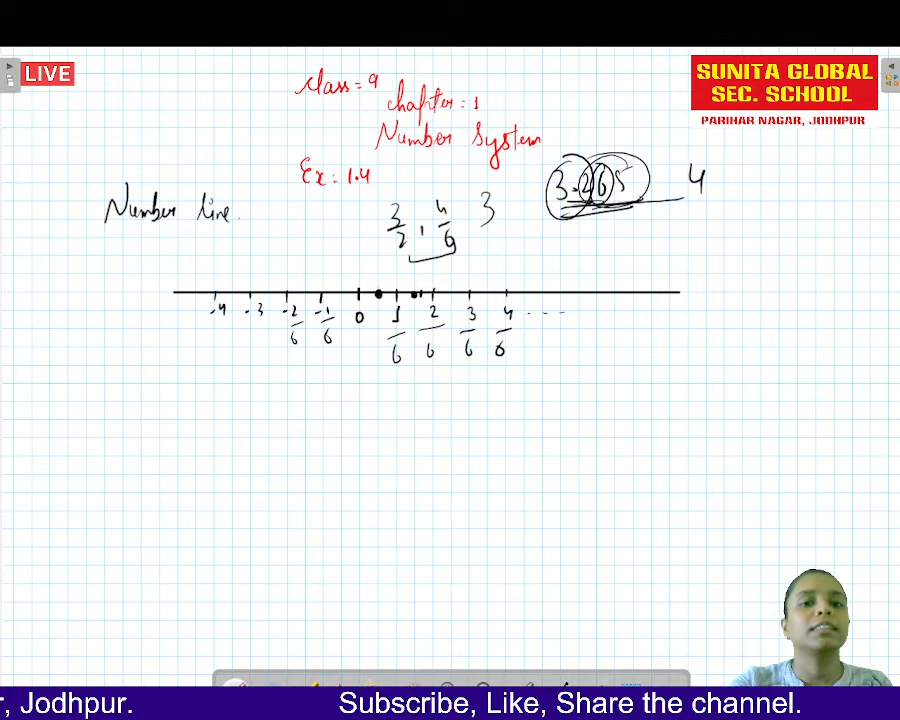 LIVE
SUNITA GLOBAL
SEC. SCHOOL
PARIHAR NAGAR, JODHPUR
Class = 9
Chapter : 1
Number System
Ex : 1.4
Number line.
3/2 , 4/6 3
3.265 4
-4 -3 -2/6 -1/6 0 1/6 2/6 3/6 4/6 ...
r, Jodhpur. Subscribe, Like, Share the channel.